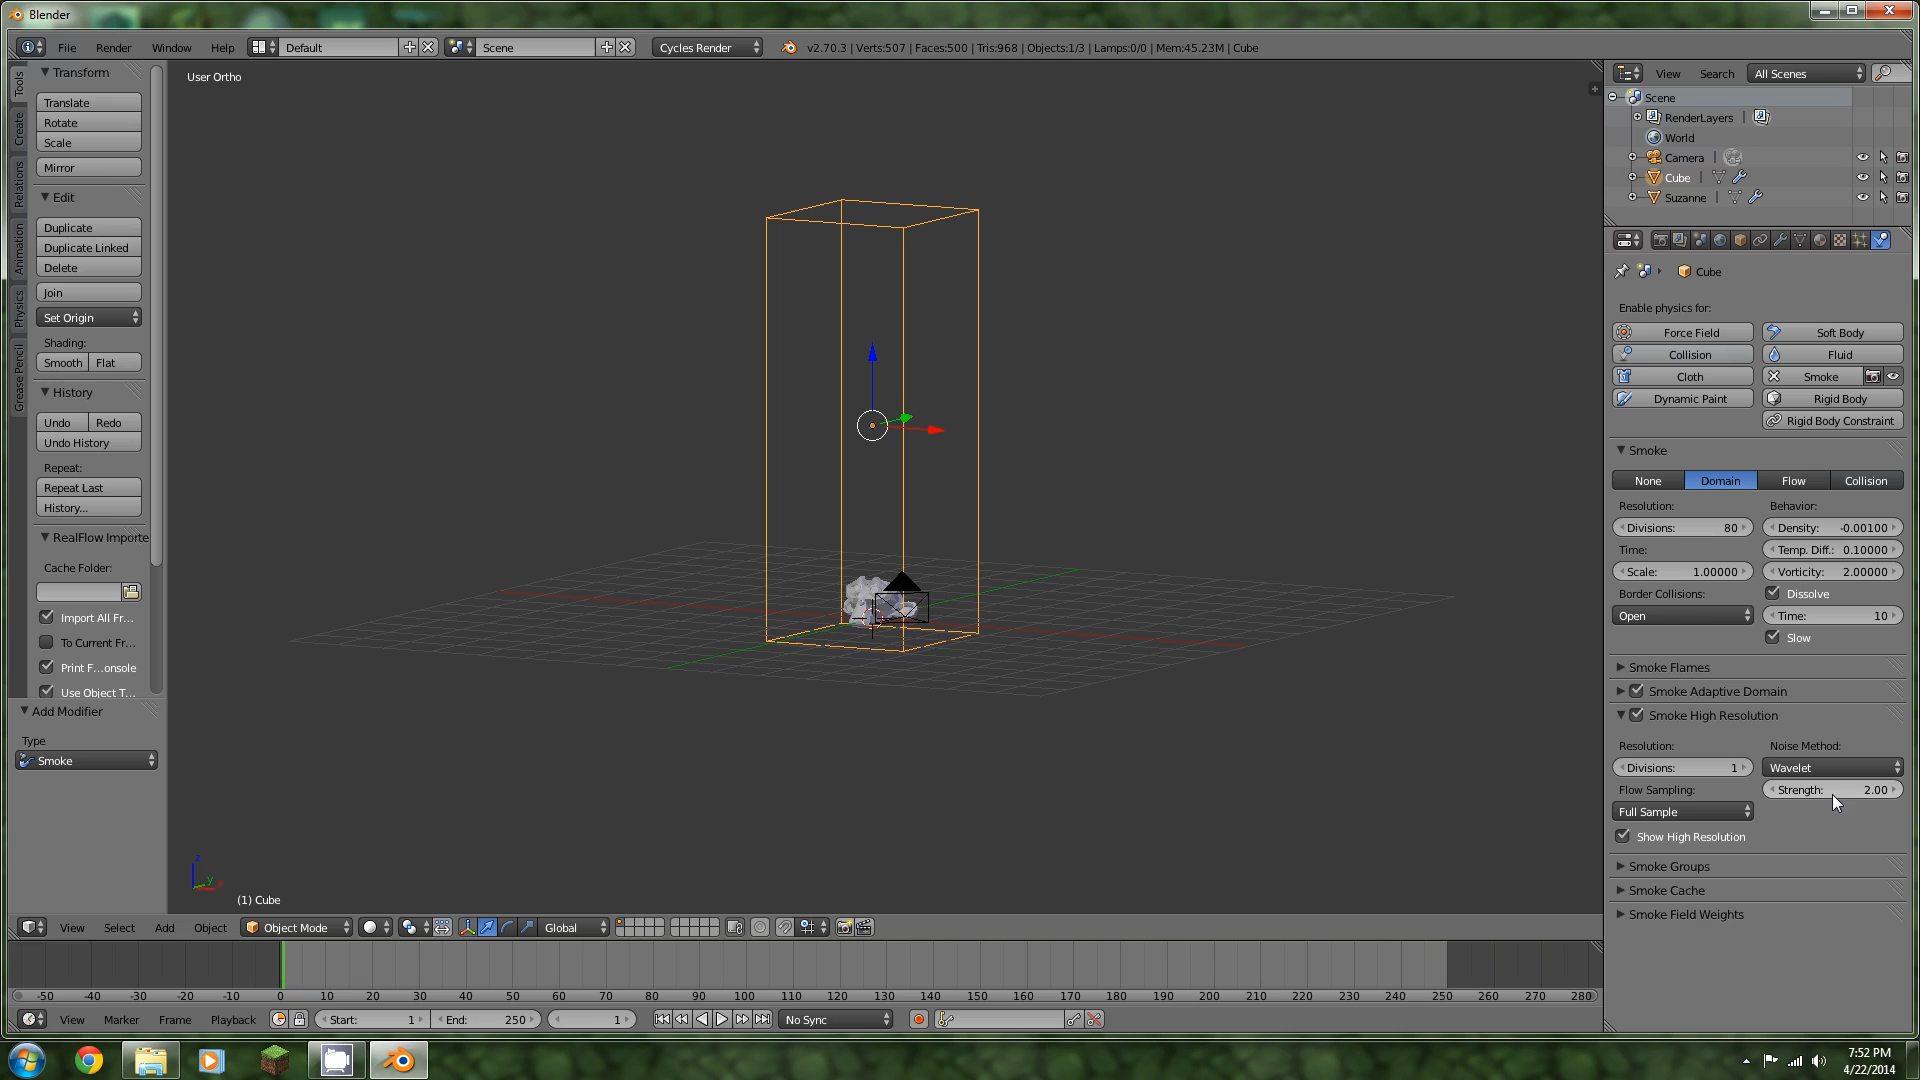 Blender
File Render Window Help Default Scene Cycles Render v2.70.3 | Verts:507 | Faces:500 | Tris:968 | Objects:1/3 | Lamps:0/0 | Mem:45.23M | Cube
Tools
Create
Relations
Animation
Physics
Grease Pencil
Transform
Translate
Rotate
Scale
Mirror
Edit
Duplicate
Duplicate Linked
Delete
Join
Set Origin
Shading:
Smooth Flat
History
Undo Redo
Undo History
Repeat:
Repeat Last
History...
RealFlow Importe
Cache Folder:
Import All Fr...
To Current Fr...
Print F...onsole
Use Object T...
Add Modifier
Type
Smoke
User Ortho
z
y
(1) Cube
View Select Add Object Object Mode Global
-50 -40 -30 -20 -10 0 10 20 30 40 50 60 70 80 90 100 110 120 130 140 150 160 170 180 190 200 210 220 230 240 250 260 270 280
View Marker Frame Playback Start: 1 End: 250 1 No Sync
View Search All Scenes
Scene
RenderLayers |
World
Camera |
Cube |
Suzanne |
Cube
Enable physics for:
Force Field Soft Body
Collision Fluid
Cloth Smoke
Dynamic Paint Rigid Body
Rigid Body Constraint
Smoke
None Domain Flow Collision
Resolution: Behavior:
Divisions: 80 Density: -0.00100
Time: Temp. Diff.: 0.10000
Scale: 1.00000 Vorticity: 2.00000
Border Collisions: Dissolve
Open Time: 10
Slow
Smoke Flames
Smoke Adaptive Domain
Smoke High Resolution
Resolution: Noise Method:
Divisions: 1 Wavelet
Flow Sampling: Strength: 2.00
Full Sample
Show High Resolution
Smoke Groups
Smoke Cache
Smoke Field Weights
7:52 PM
4/22/2014